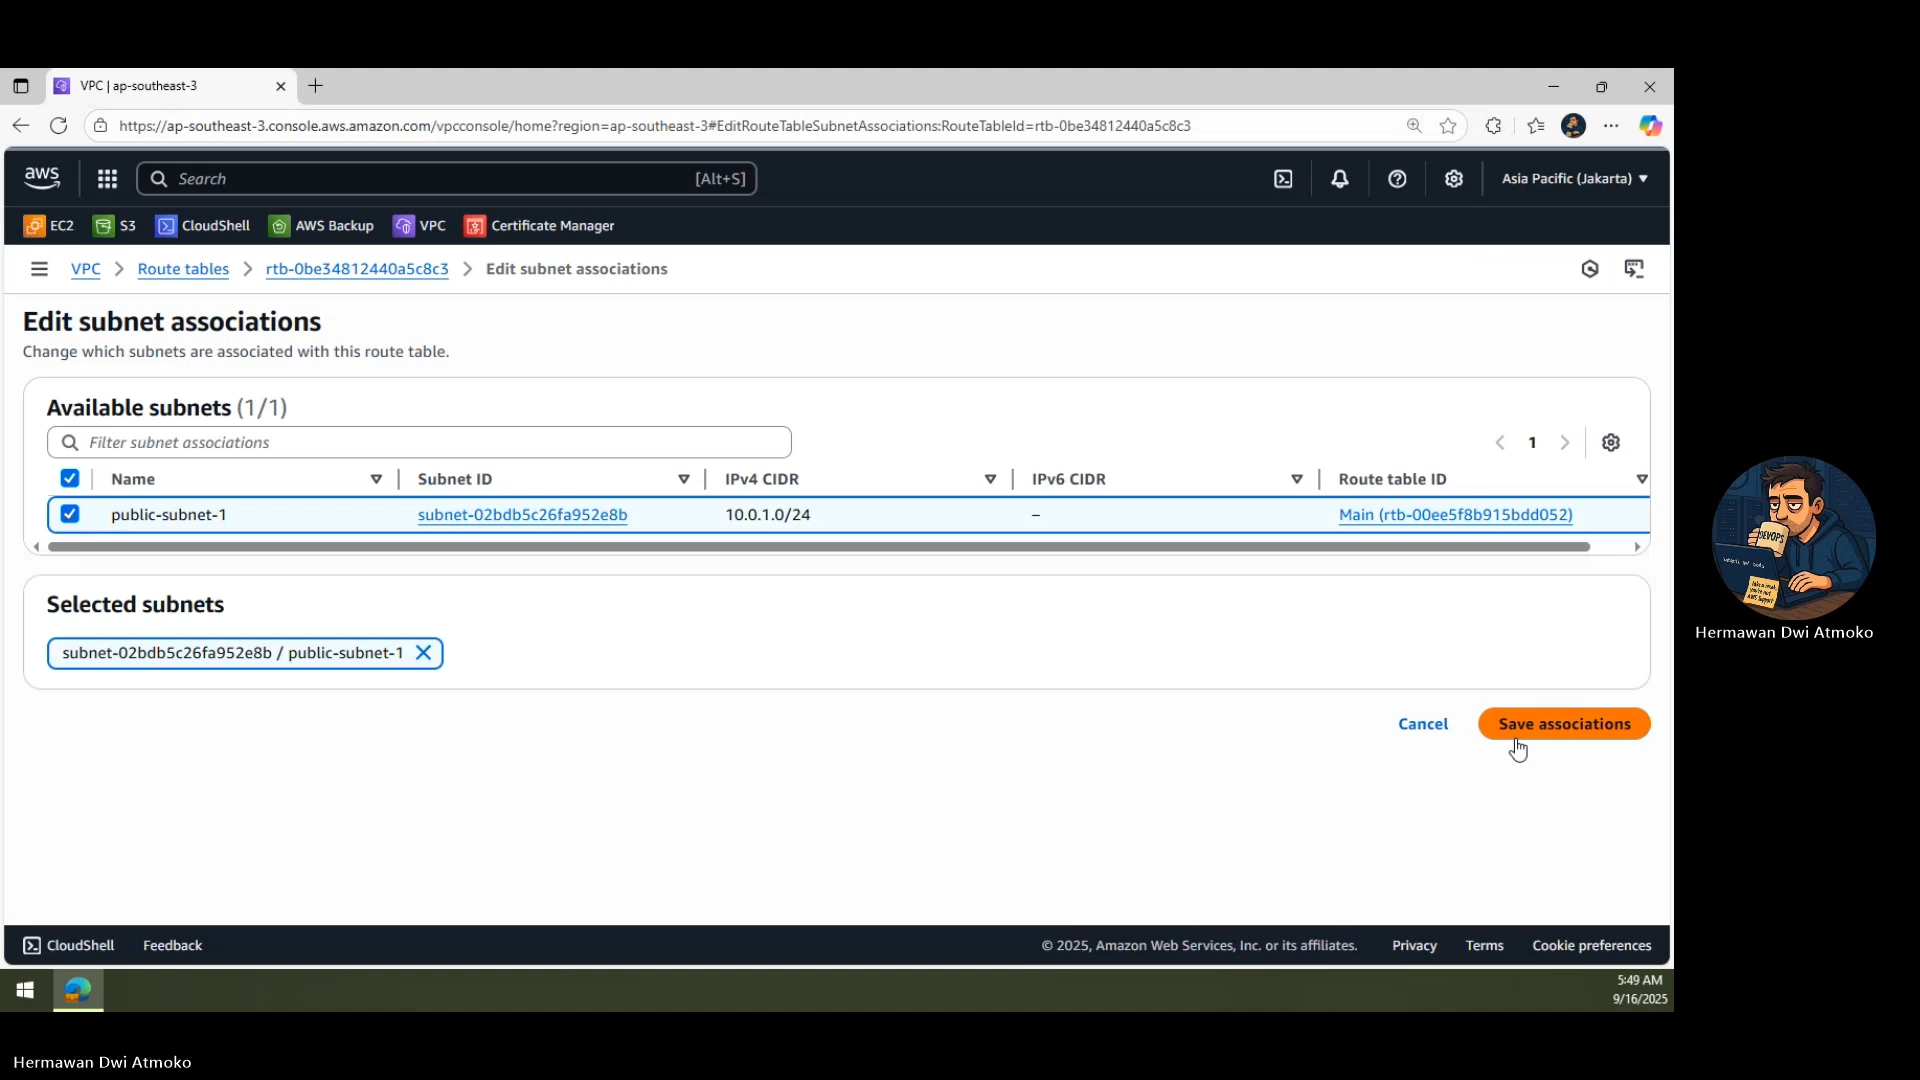 VPC | ap-southeast-3
https://ap-southeast-3.console.aws.amazon.com/vpcconsole/home?region=ap-southeast-3#EditRouteTableSubnetAssociations:RouteTableId=rtb-0be34812440a5c8c3
aws
Search
[Alt+S]
Asia Pacific (Jakarta)
EC2
S3
CloudShell
AWS Backup
VPC
Certificate Manager
VPC
Route tables
rtb-0be34812440a5c8c3
Edit subnet associations
Edit subnet associations
Change which subnets are associated with this route table.
Available subnets (1/1)
Filter subnet associations
1
Name
Subnet ID
IPv4 CIDR
IPv6 CIDR
Route table ID
public-subnet-1
subnet-02bdb5c26fa952e8b
10.0.1.0/24
–
Main (rtb-00ee5f8b915bdd052)
Selected subnets
subnet-02bdb5c26fa952e8b / public-subnet-1
Cancel
Save associations
DEVOPS
Hermawan Dwi Atmoko
CloudShell
Feedback
© 2025, Amazon Web Services, Inc. or its affiliates.
Privacy
Terms
Cookie preferences
5:49 AM
9/16/2025
Hermawan Dwi Atmoko